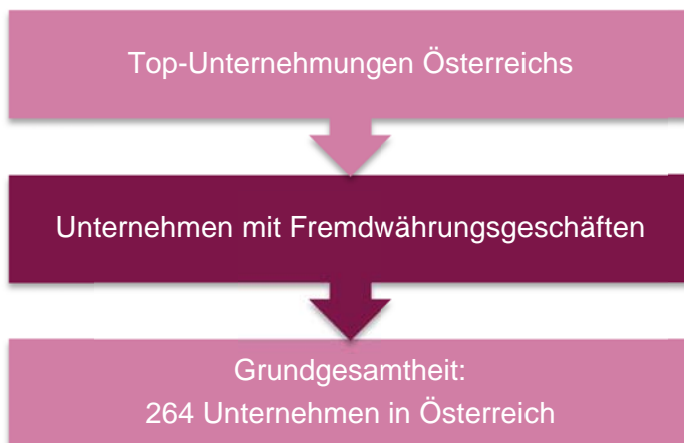 Top-Unternehmungen Österreichs
Unternehmen mit Fremdwährungsgeschäften
Grundgesamtheit:
264 Unternehmen in Österreich